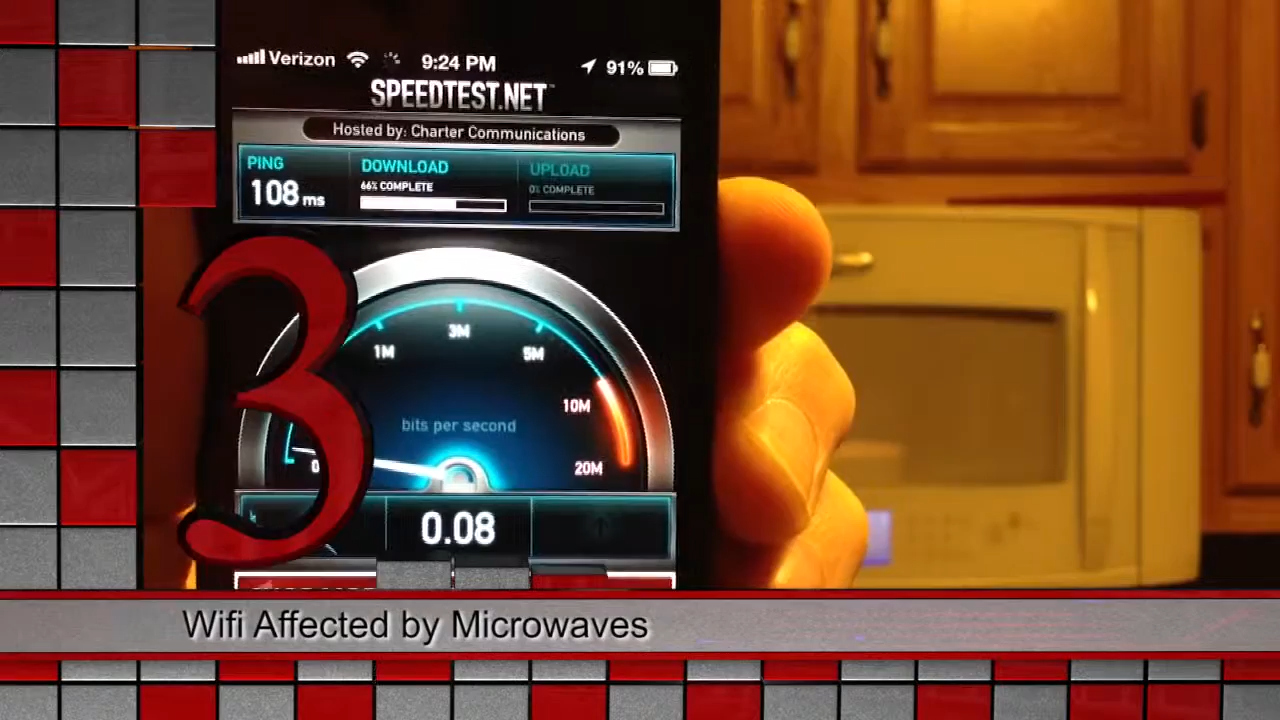 Verizon 9:24 PM 91%
SPEEDTEST.NET™
Hosted by: Charter Communications
PING DOWNLOAD UPLOAD
108 ms 66% COMPLETE 0% COMPLETE
3M
1M 5M
10M
bits per second
0 20M
0.08
3
Wifi Affected by Microwaves